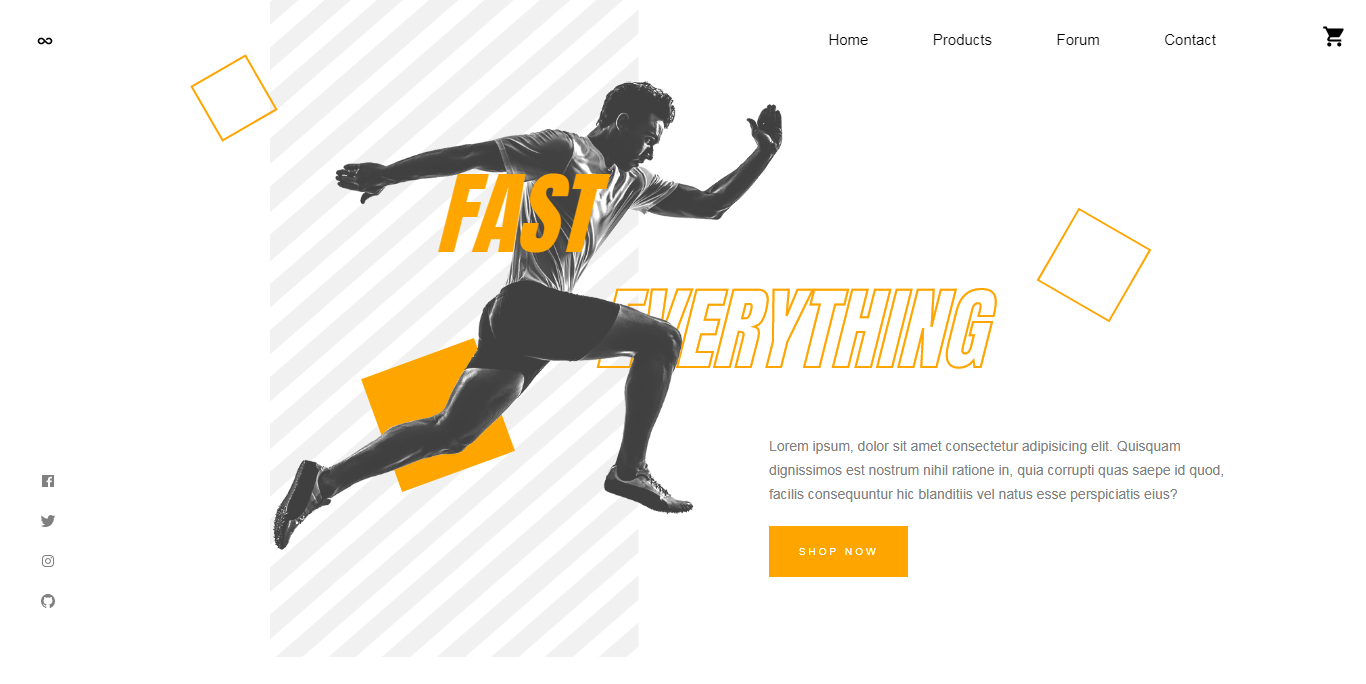 Home Products Forum Contact
FAST
EVERYTHING
Lorem ipsum, dolor sit amet consectetur adipisicing elit. Quisquam
dignissimos est nostrum nihil ratione in, quia corrupti quas saepe id quod,
facilis consequuntur hic blanditiis vel natus esse perspiciatis eius?
SHOP NOW